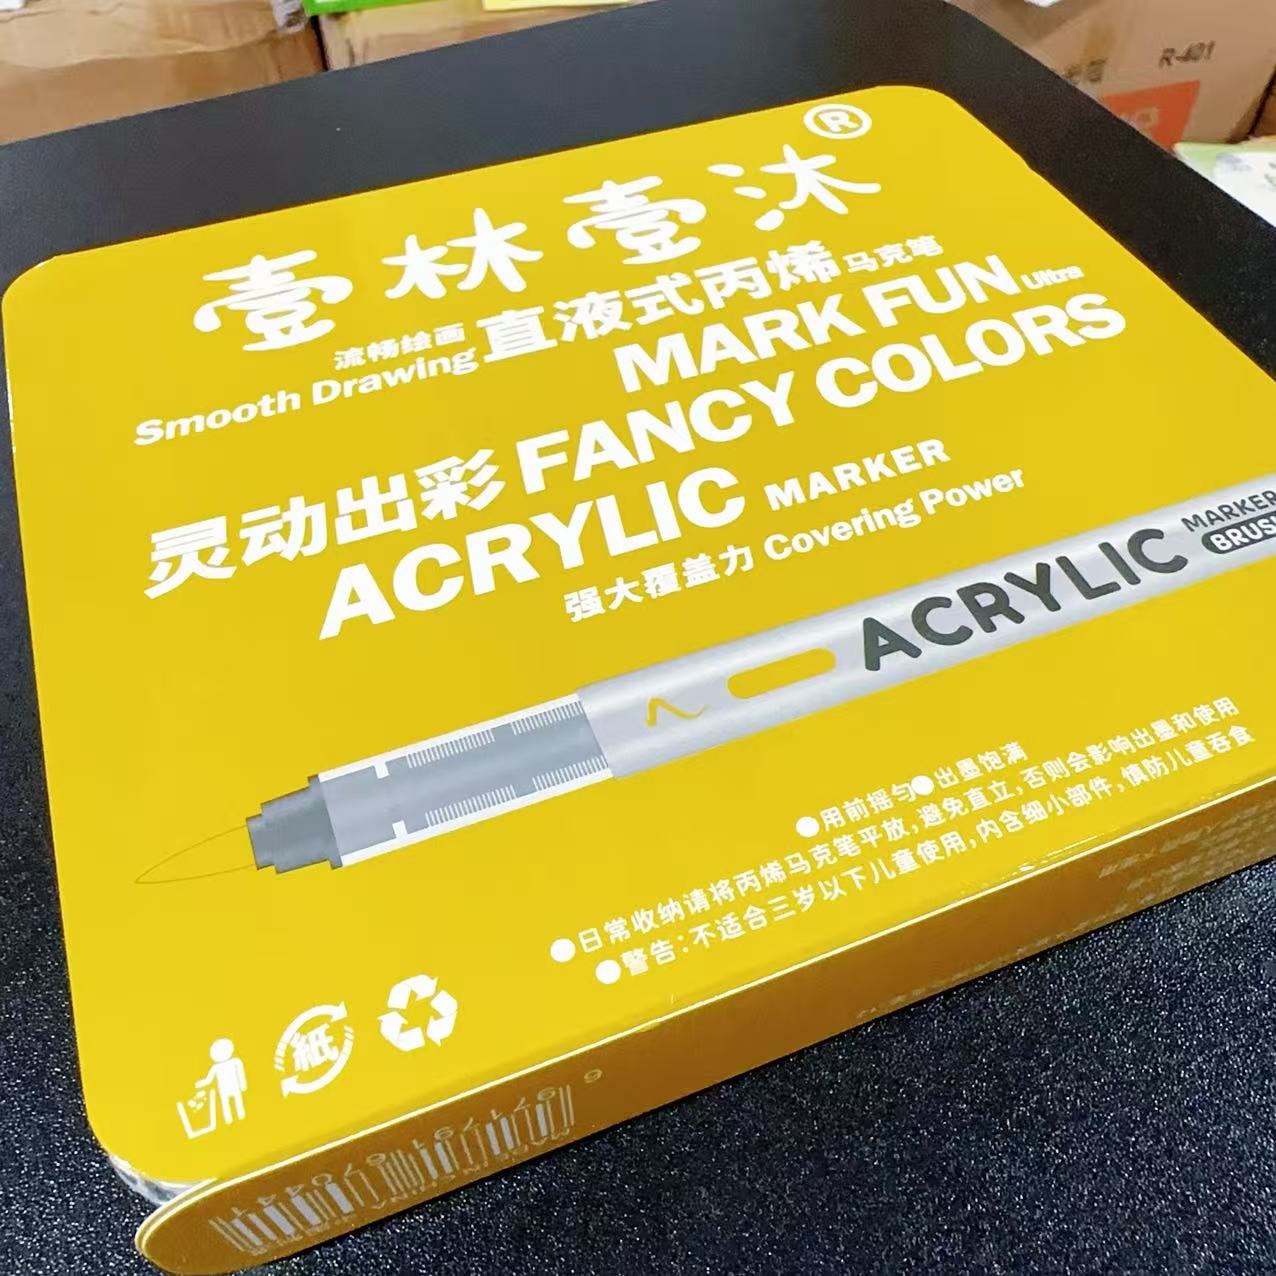 R-401
®
壹林壹沐
流畅绘画 直液式丙烯 马克笔
Smooth Drawing MARK FUN Ultra
灵动出彩 FANCY COLORS
ACRYLIC MARKER
强大覆盖力 Covering Power
ACRYLIC MARKER
BRUSH
●用前摇匀●出墨饱满
●日常收纳请将丙烯马克笔平放,避免直立,否则会影响出墨和使用
●警告:不适合三岁以下儿童使用,内含细小部件,慎防儿童吞食
紙